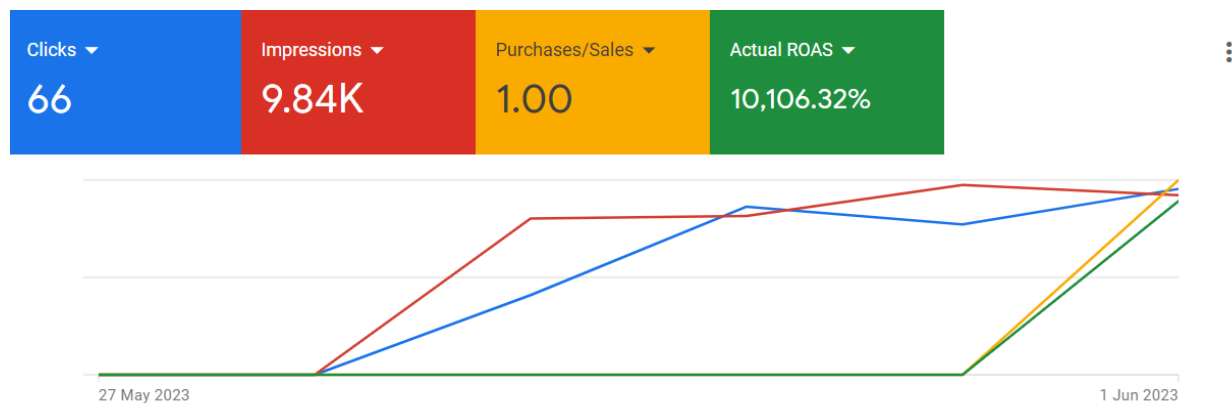 Clicks
66
Impressions
9.84K
Purchases/Sales
1.00
Actual ROAS
10,106.32%
27 May 2023
1 Jun 2023